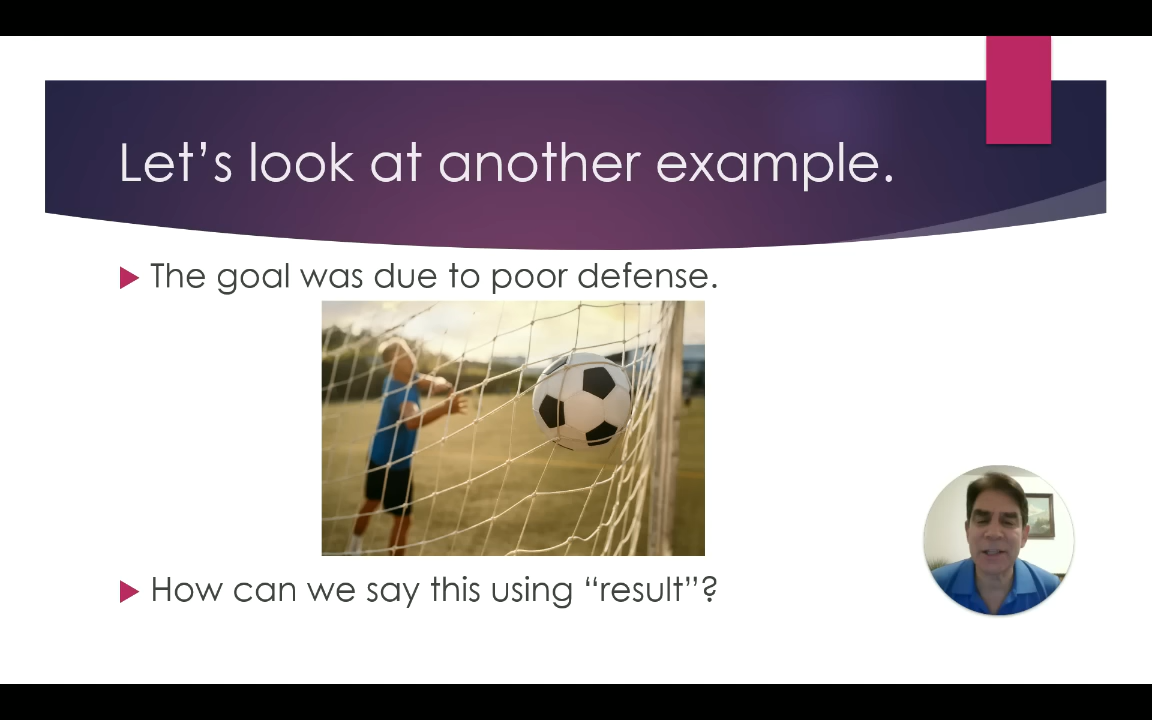 Let’s look at another example.
The goal was due to poor defense.
How can we say this using “result”?